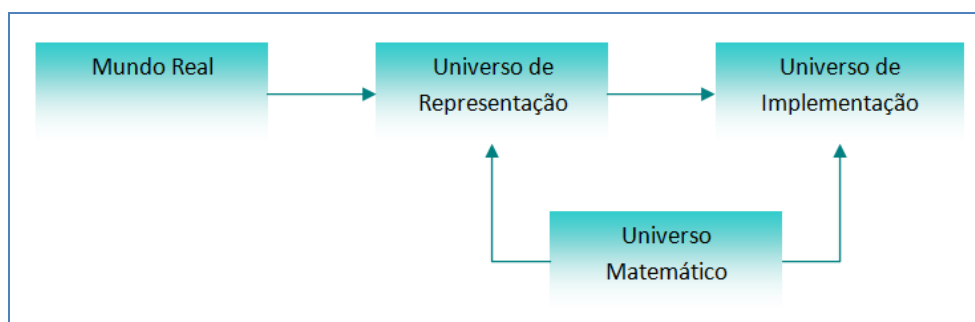 Mundo Real
Universo de
Representação
Universo de
Implementação
Universo
Matemático